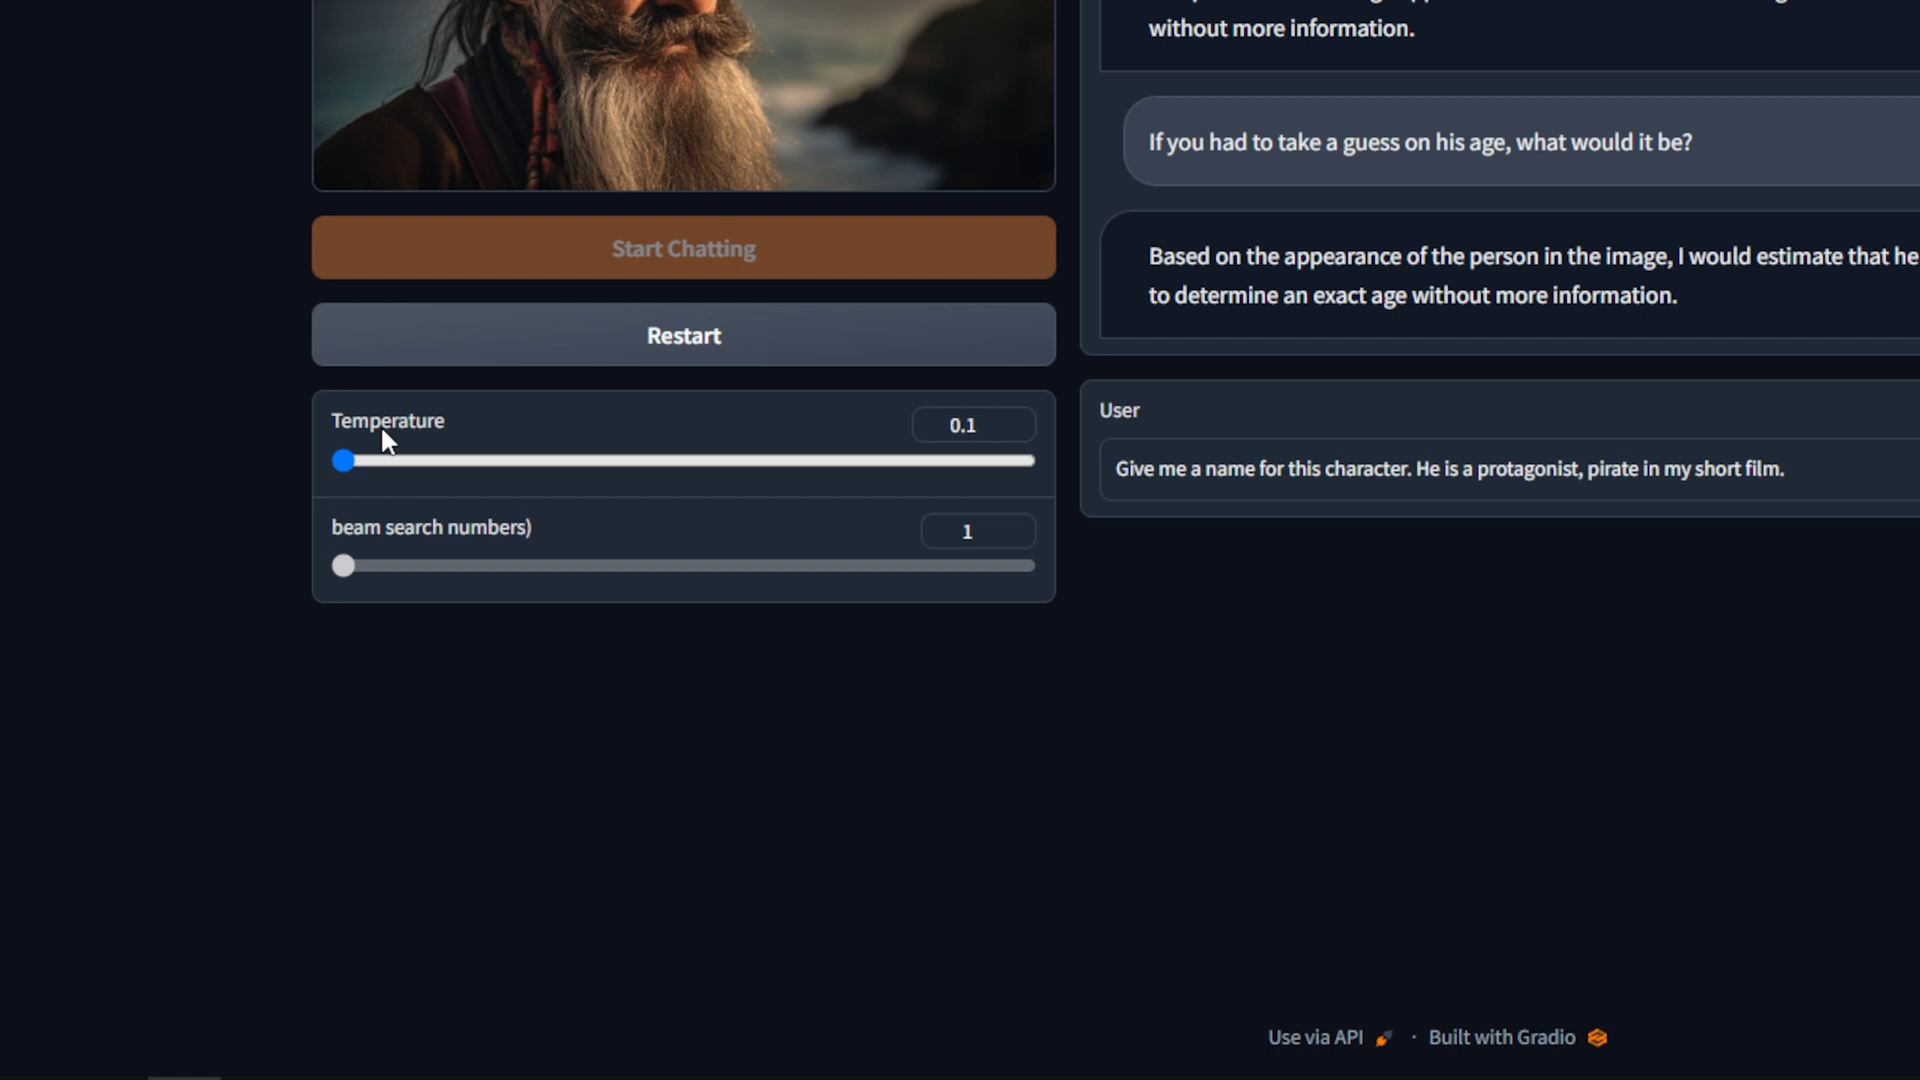 without more information.
If you had to take a guess on his age, what would it be?
Based on the appearance of the person in the image, I would estimate that he
to determine an exact age without more information.
Start Chatting
Restart
Temperature
0.1
beam search numbers)
1
User
Give me a name for this character. He is a protagonist, pirate in my short film.
Use via API · Built with Gradio